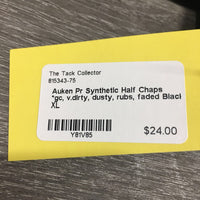 The Tack Collector
815343-75
Auken Pr Synthetic Half Chaps
*gc, v.dirty, dusty, rubs, faded Black
XL
Y81V85
$24.00